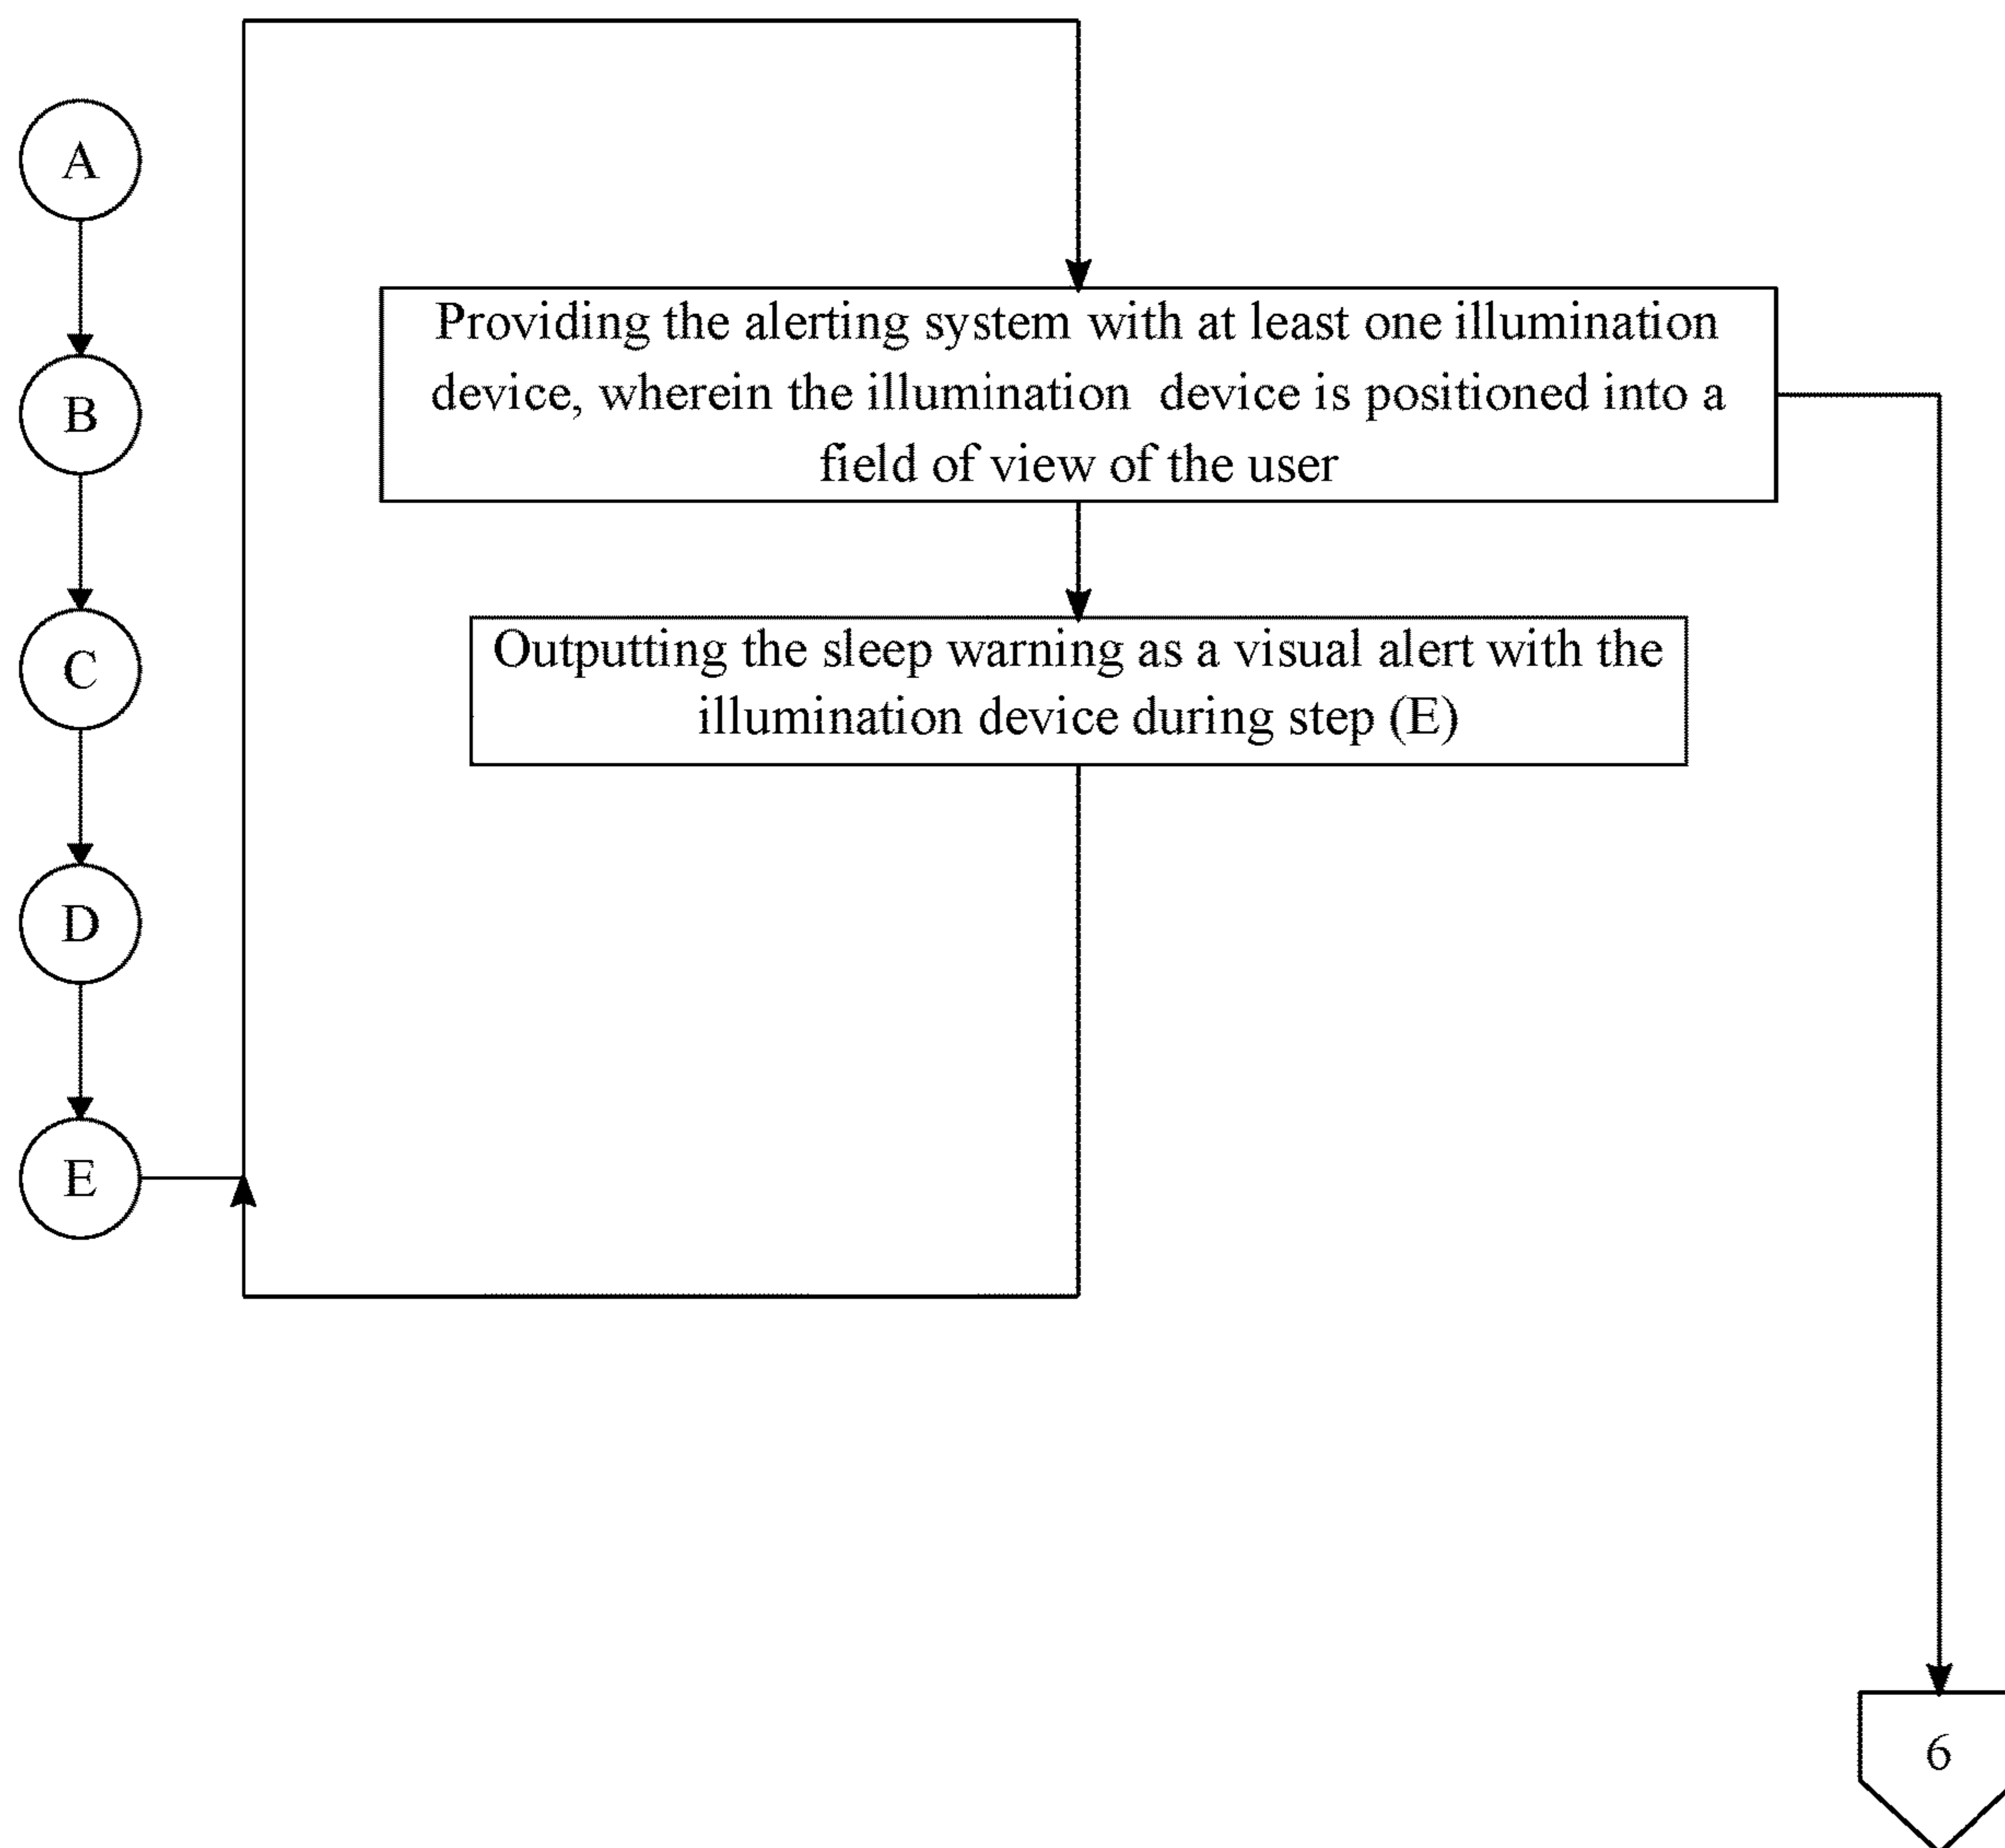 A
B
C
D
E
Providing the alerting system with at least one illumination
device, wherein the illumination device is positioned into a
field of view of the user
Outputting the sleep warning as a visual alert with the
illumination device during step (E)
6